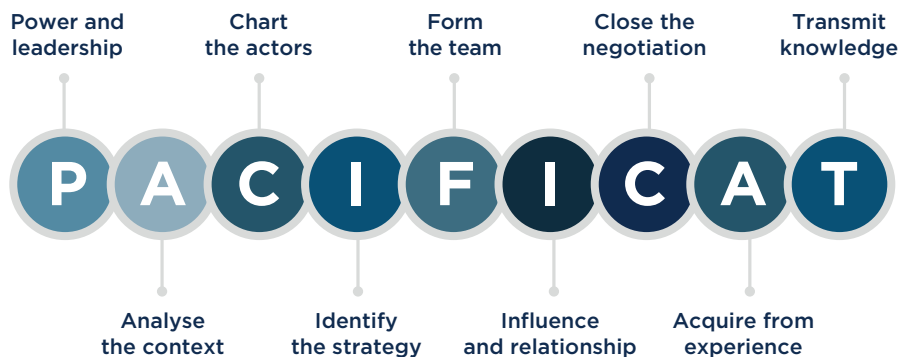 Power and
leadership
Chart
the actors
Form
the team
Close the
negotiation
Transmit
knowledge
P A C I F I C A T
Analyse
the context
Identify
the strategy
Influence
and relationship
Acquire from
experience